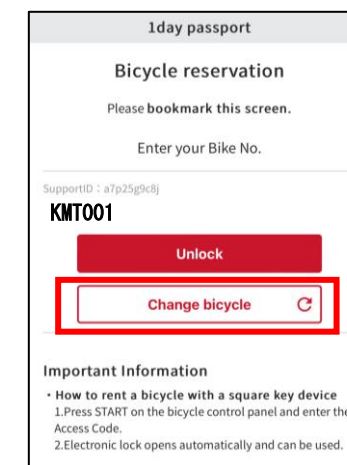 1day passport
Bicycle reservation
Please bookmark this screen.
Enter your Bike No.
SupportID：a7p25g9c8j
KMT001
Unlock
Change bicycle
Important Information
・How to rent a bicycle with a square key device
1.Press START on the bicycle control panel and enter the
Access Code.
2.Electronic lock opens automatically and can be used.